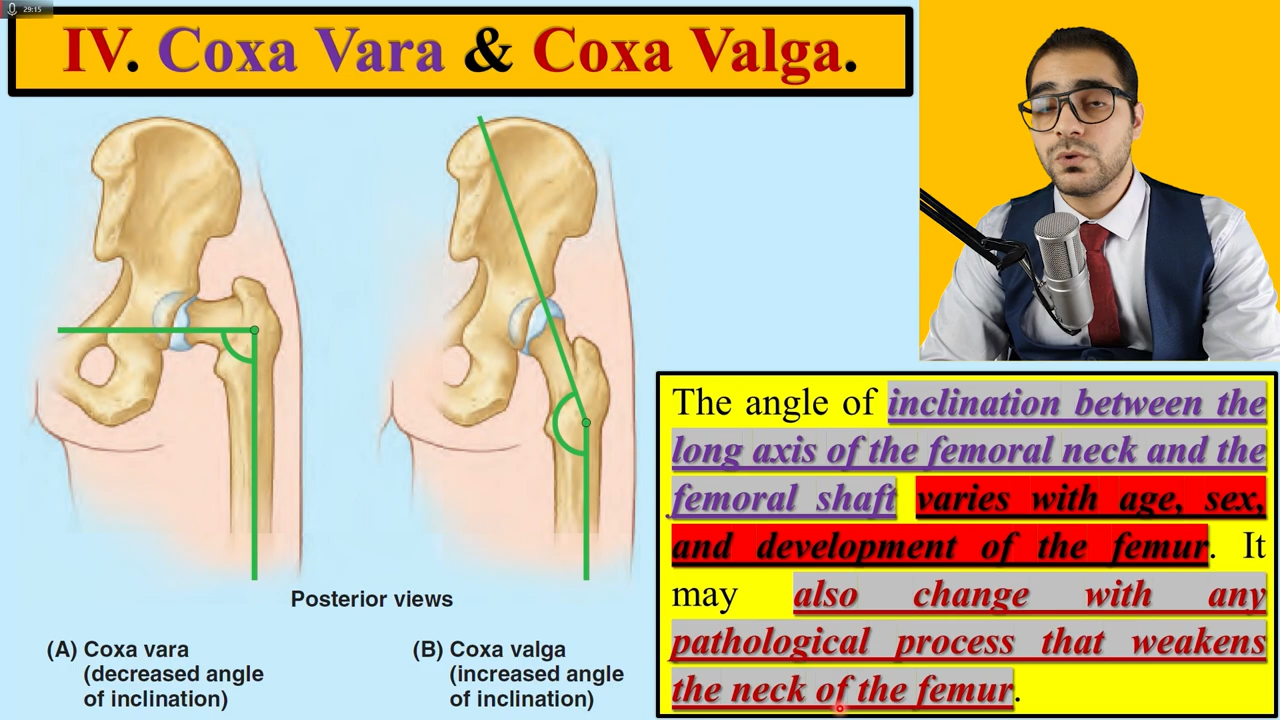 29:15
IV. Coxa Vara & Coxa Valga.
Posterior views
(A) Coxa vara
(decreased angle
of inclination)
(B) Coxa valga
(increased angle
of inclination)
The angle of inclination between the
long axis of the femoral neck and the
femoral shaft varies with age, sex,
and development of the femur. It
may also change with any
pathological process that weakens
the neck of the femur.